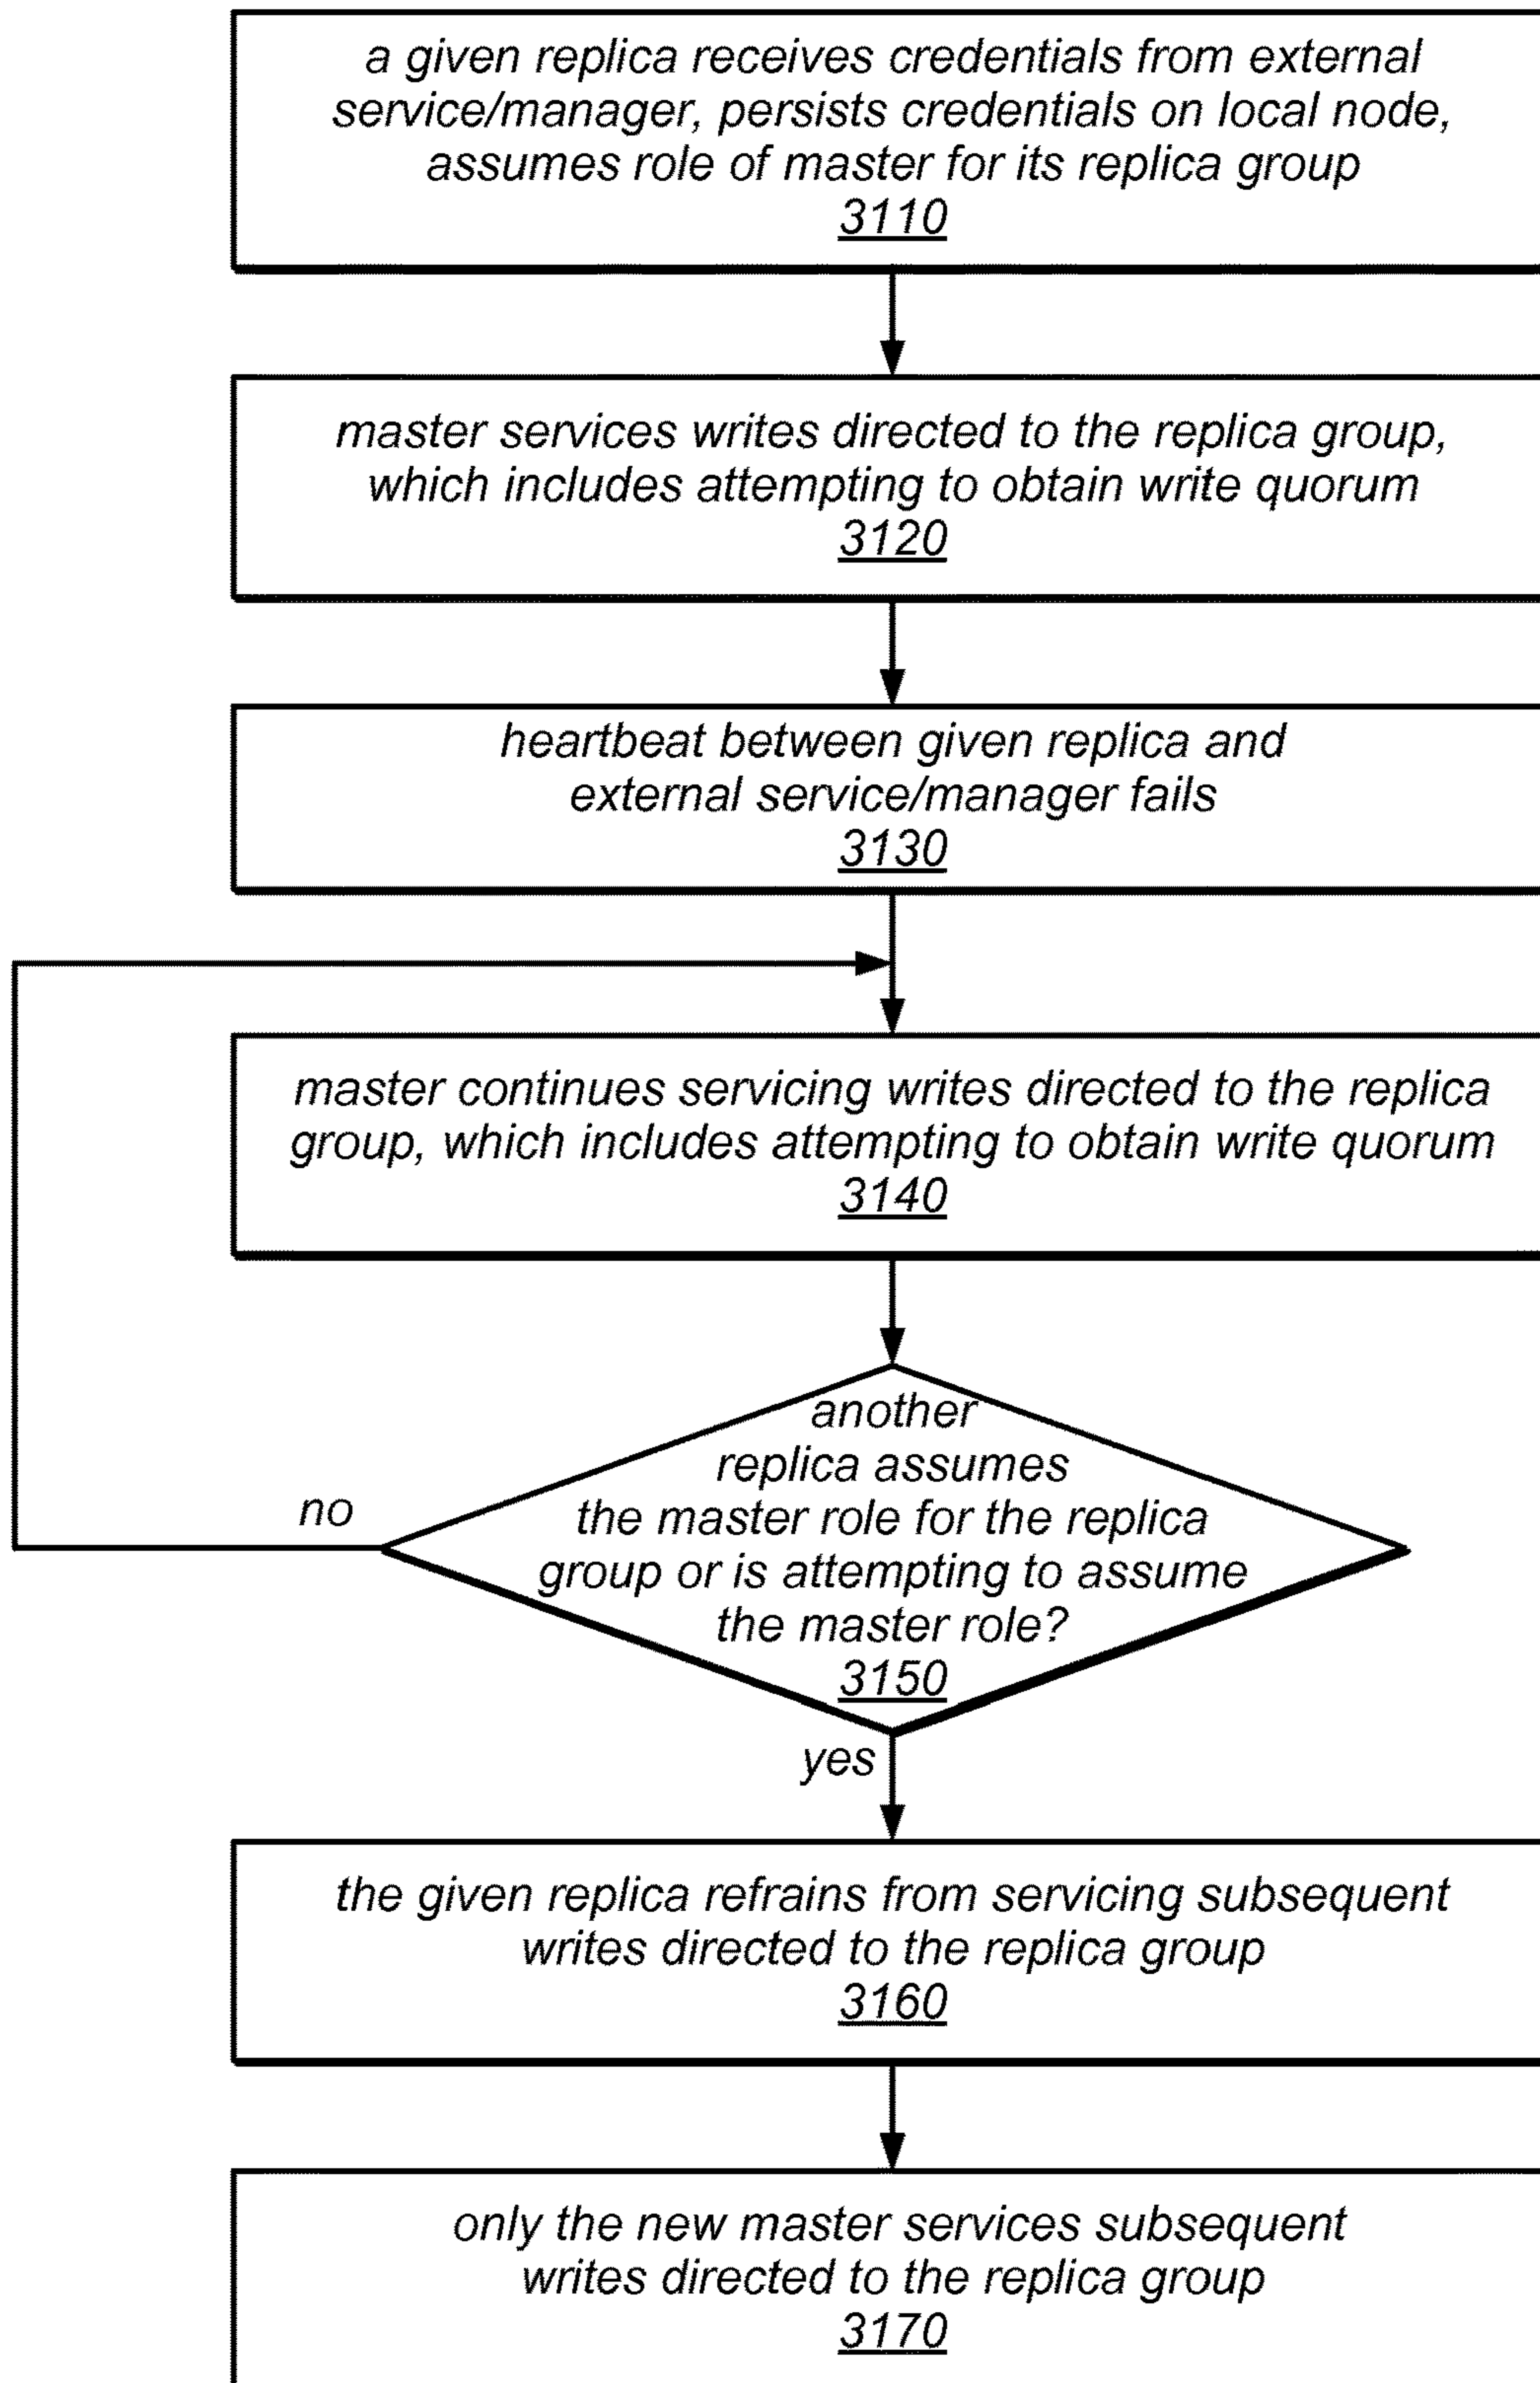 a given replica receives credentials from external
service/manager, persists credentials on local node,
assumes role of master for its replica group
3110
master services writes directed to the replica group,
which includes attempting to obtain write quorum
3120
heartbeat between given replica and
external service/manager fails
3130
master continues servicing writes directed to the replica
group, which includes attempting to obtain write quorum
3140
another
replica assumes
the master role for the replica
group or is attempting to assume
the master role?
3150
no
yes
the given replica refrains from servicing subsequent
writes directed to the replica group
3160
only the new master services subsequent
writes directed to the replica group
3170